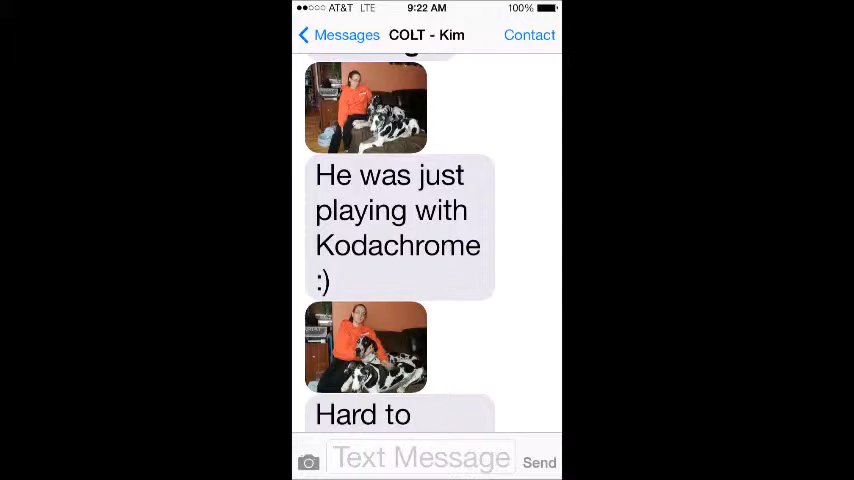 AT&T LTE 9:22 AM 100%
Messages COLT - Kim Contact
He was just
playing with
Kodachrome
:)
Hard to
Text Message Send